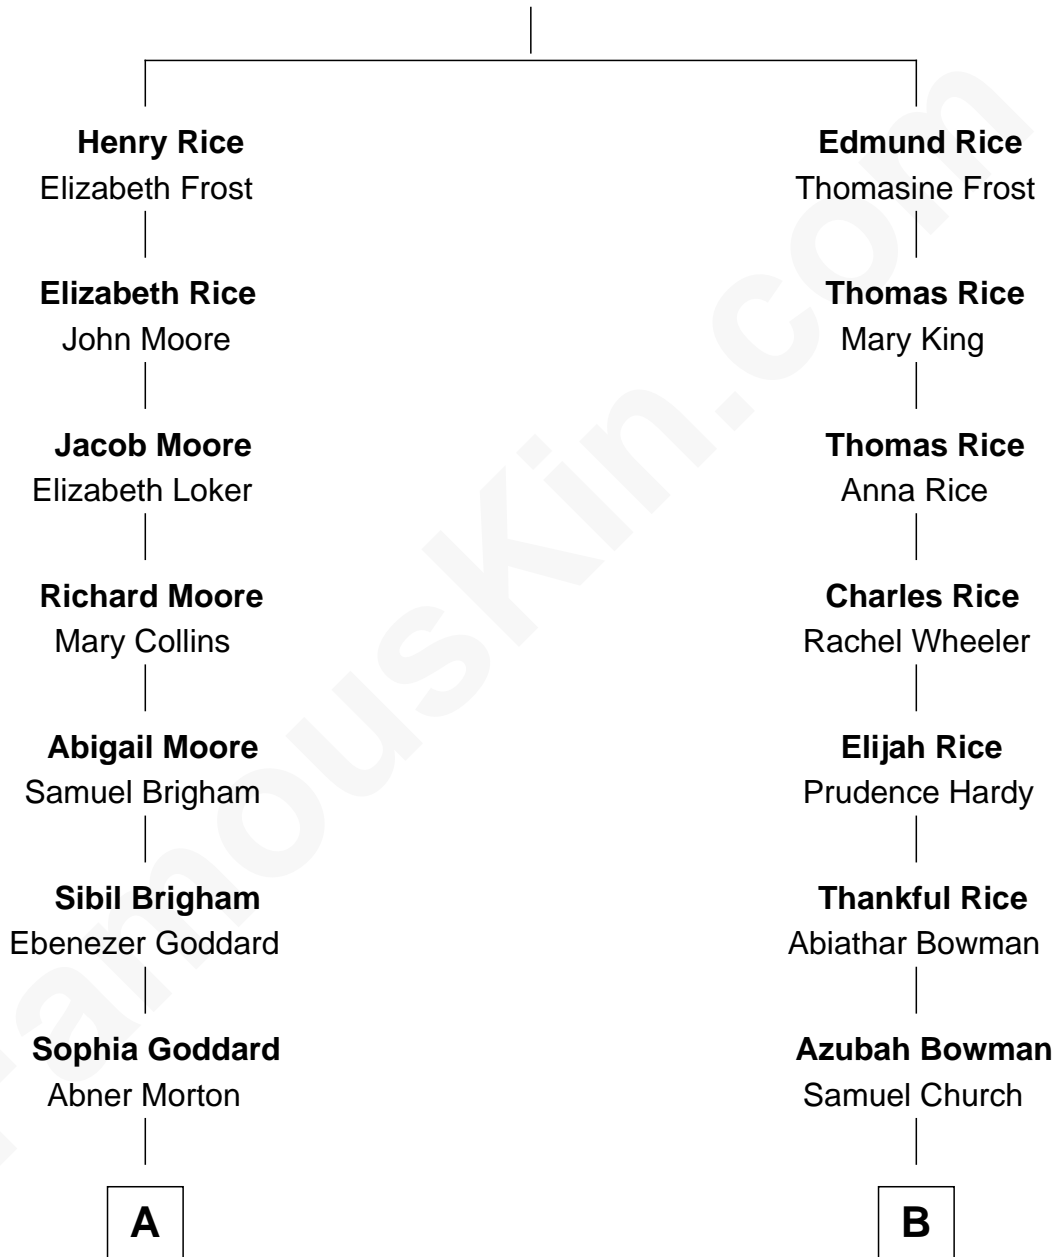 Henry Rice
Elizabeth Frost
Elizabeth Rice
John Moore
Jacob Moore
Elizabeth Loker
Richard Moore
Mary Collins
Abigail Moore
Samuel Brigham
Sibil Brigham
Ebenezer Goddard
Sophia Goddard
Abner Morton
A
Edmund Rice
Thomasine Frost
Thomas Rice
Mary King
Thomas Rice
Anna Rice
Charles Rice
Rachel Wheeler
Elijah Rice
Prudence Hardy
Thankful Rice
Abiathar Bowman
Azubah Bowman
Samuel Church
B
FamousKin.com